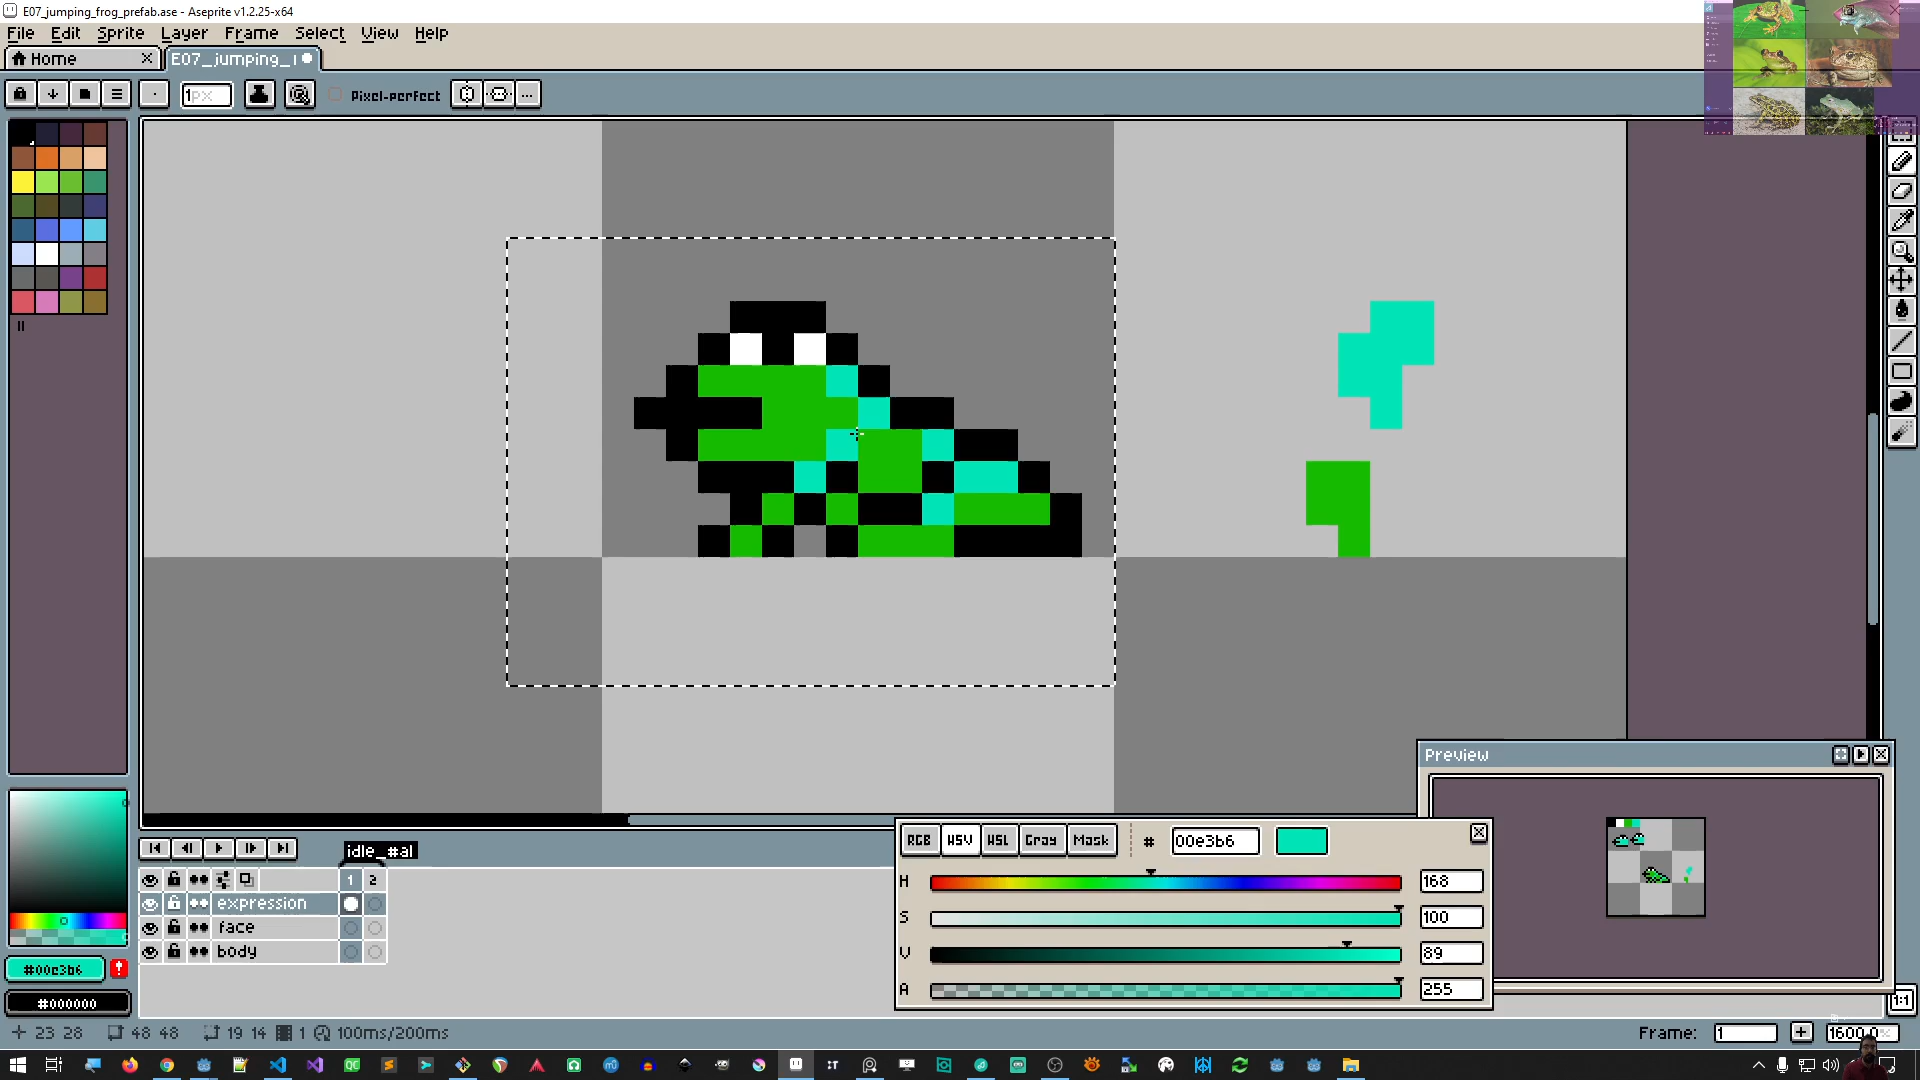 E07_jumping_frog_prefab.ase - Aseprite v1.2.25-x64
File Edit Sprite Layer Frame Select View Help
Home
E07_jumping_
1px
Pixel-perfect
Preview
RGB HSV HSL Gray Mask # 00e3b6
H 168
S 100
V 89
A 255
idle_#al
1 2
expression
face
body
#00e3b6
#000000
23 28 48 48 19 14 1 100ms/200ms
Frame: 1 + 1600.0%
1:1